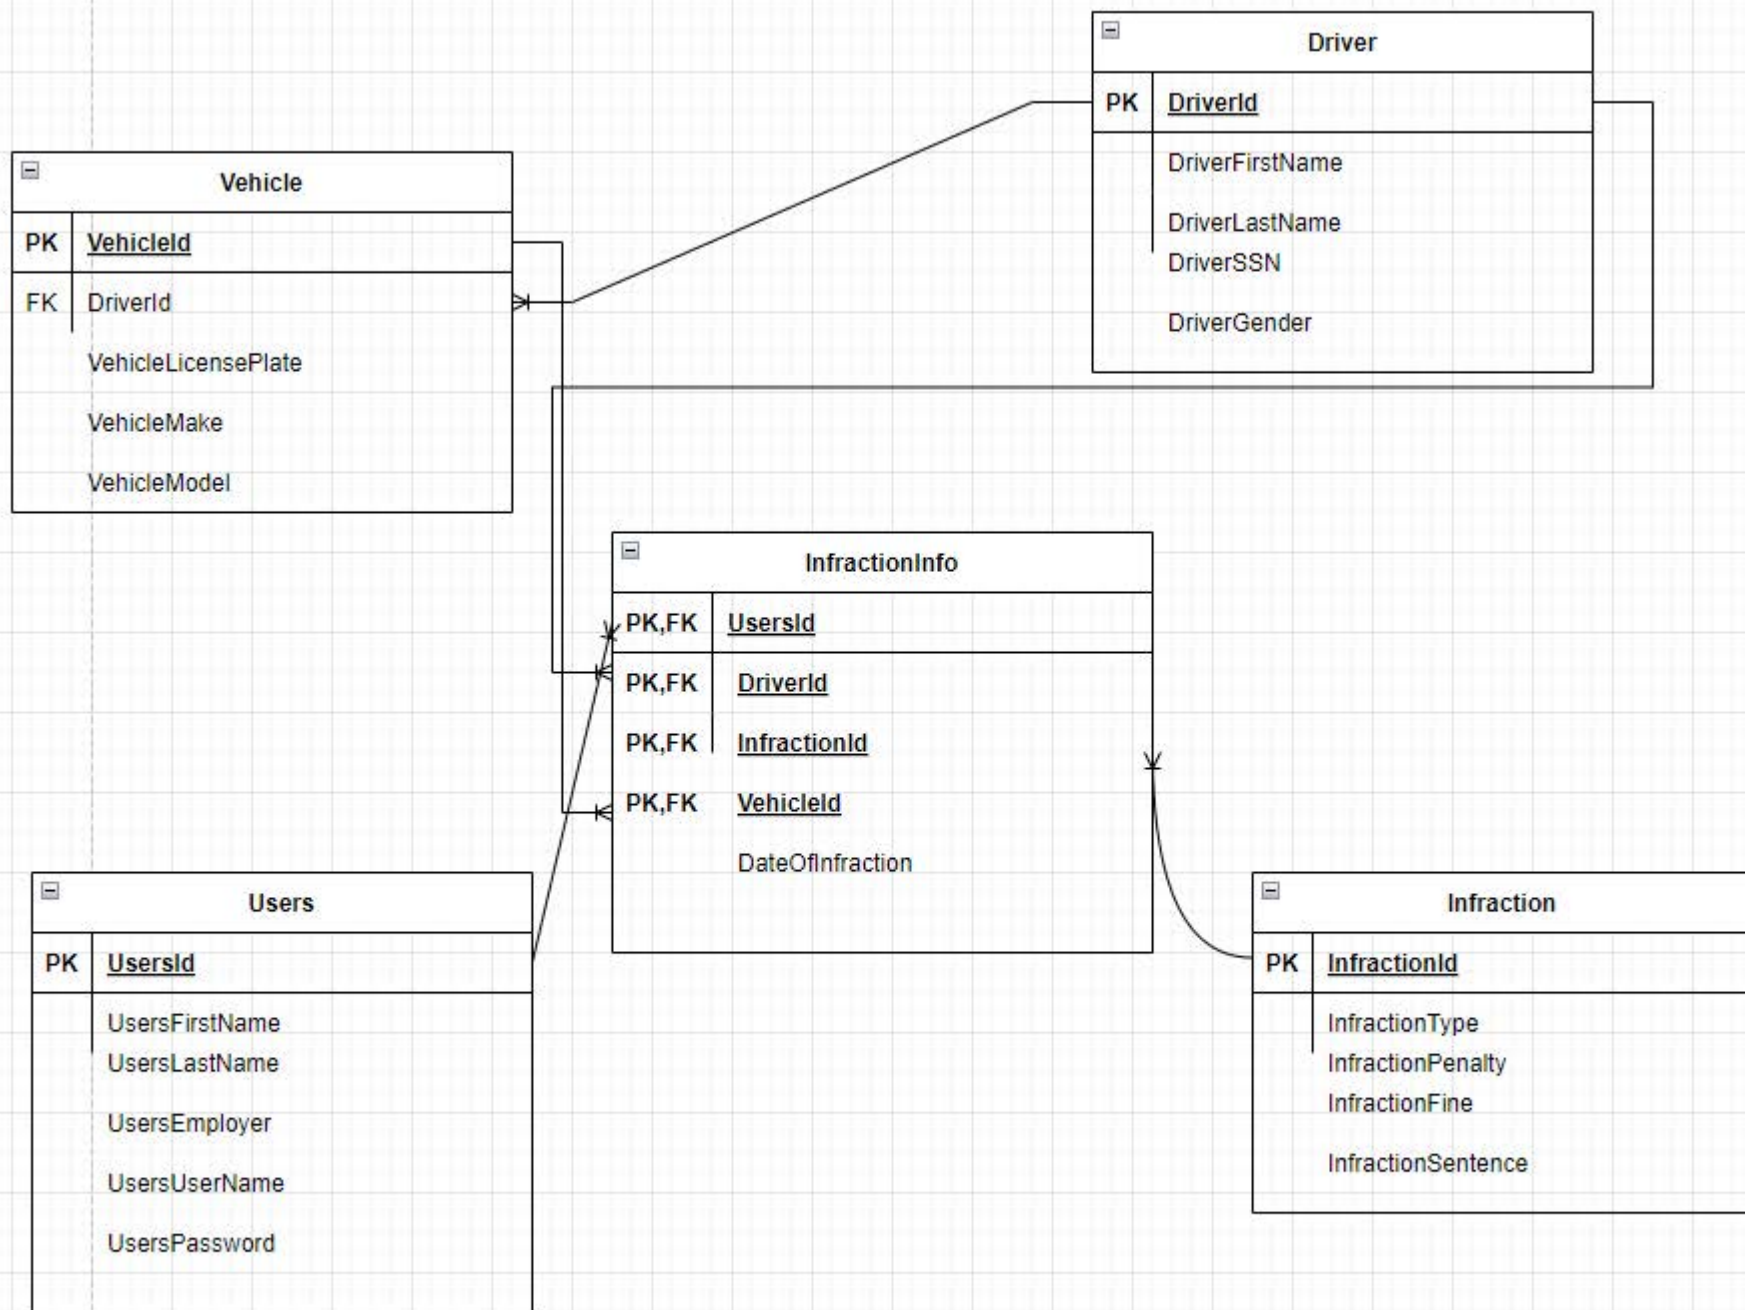 Driver
PK DriverId
DriverFirstName
DriverLastName
DriverSSN
DriverGender
Vehicle
PK VehicleId
FK DriverId
VehicleLicensePlate
VehicleMake
VehicleModel
InfractionInfo
PK,FK UsersId
PK,FK DriverId
PK,FK InfractionId
PK,FK VehicleId
DateOfInfraction
Users
PK UsersId
UsersFirstName
UsersLastName
UsersEmployer
UsersUserName
UsersPassword
Infraction
PK InfractionId
InfractionType
InfractionPenalty
InfractionFine
InfractionSentence